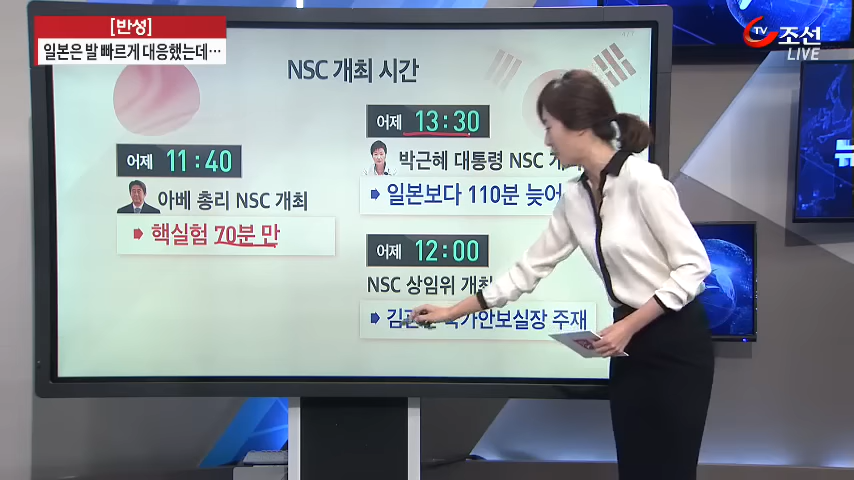 [반성]
일본은 발 빠르게 대응했는데…
TV조선
LIVE
NSC 개최 시간
어제 11:40
아베 총리 NSC 개최
핵실험 70분 만
어제 13:30
박근혜 대통령 NSC
일본보다 110분 늦어
어제 12:00
NSC 상임위 개최
국가안보실장 주재